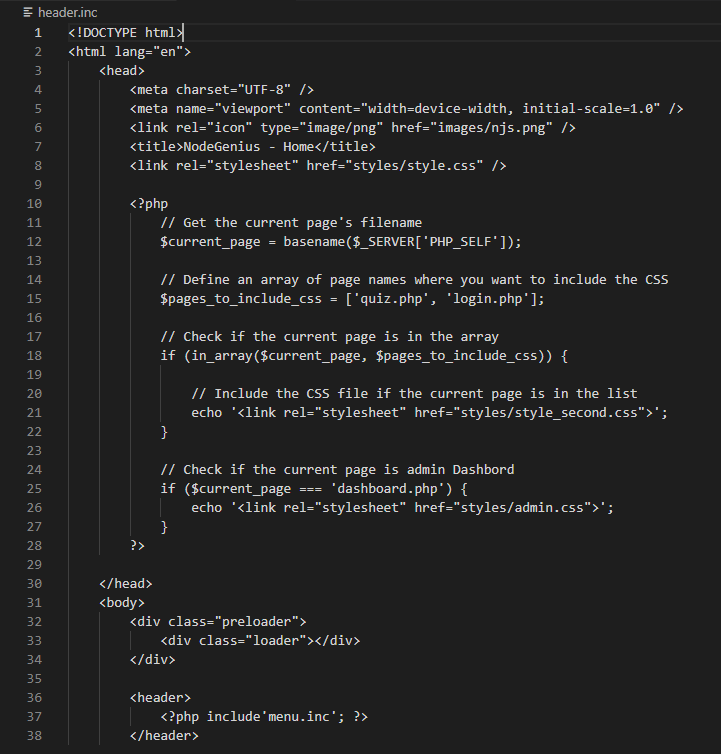 header.inc
1 <!DOCTYPE html>
2 <html lang="en">
3 <head>
4 <meta charset="UTF-8" />
5 <meta name="viewport" content="width=device-width, initial-scale=1.0" />
6 <link rel="icon" type="image/png" href="images/njs.png" />
7 <title>NodeGenius - Home</title>
8 <link rel="stylesheet" href="styles/style.css" />
9
10 <?php
11 // Get the current page's filename
12 $current_page = basename($_SERVER['PHP_SELF']);
13
14 // Define an array of page names where you want to include the CSS
15 $pages_to_include_css = ['quiz.php', 'login.php'];
16
17 // Check if the current page is in the array
18 if (in_array($current_page, $pages_to_include_css)) {
19
20 // Include the CSS file if the current page is in the list
21 echo '<link rel="stylesheet" href="styles/style_second.css">';
22 }
23
24 // Check if the current page is admin Dashbord
25 if ($current_page === 'dashboard.php') {
26 echo '<link rel="stylesheet" href="styles/admin.css">';
27 }
28 ?>
29
30 </head>
31 <body>
32 <div class="preloader">
33 <div class="loader"></div>
34 </div>
35
36 <header>
37 <?php include'menu.inc'; ?>
38 </header>